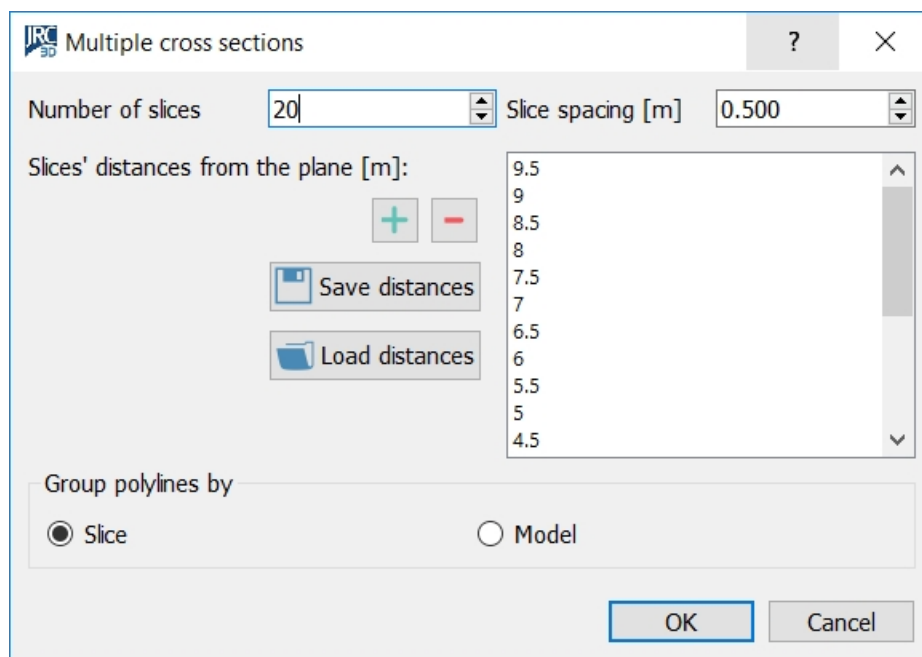 JRC 3D Multiple cross sections ?
Number of slices 20 Slice spacing [m] 0.500
Slices' distances from the plane [m]:
9.5
9
8.5
8
7.5
7
6.5
6
5.5
5
4.5
+ −
Save distances
Load distances
Group polylines by
Slice Model
OK Cancel